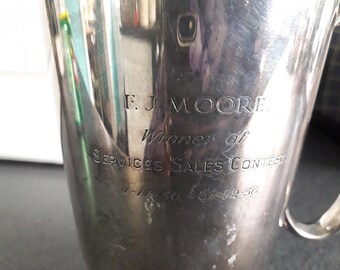 F. J. MOORE.
Winner of
SERVICES SALES CONTEST